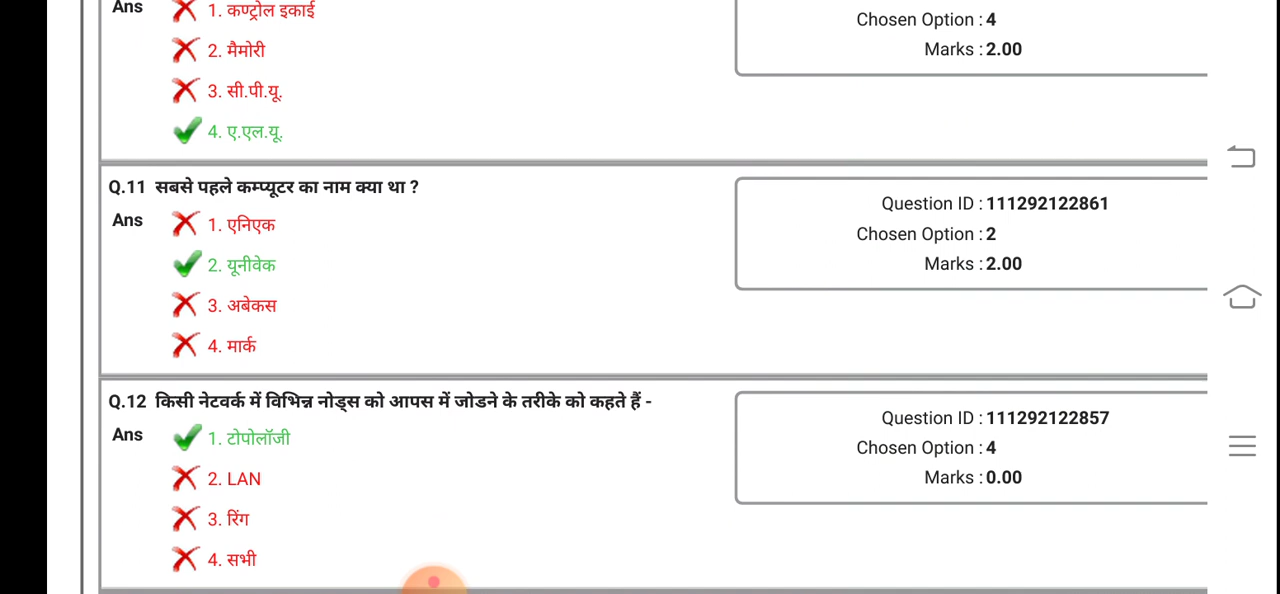 Ans 1. कण्ट्रोल इकाई
Chosen Option : 4
2. मैमोरी
Marks : 2.00
3. सी.पी.यू.
4. ए.एल.यू.
Q.11 सबसे पहले कम्प्यूटर का नाम क्या था ?
Question ID : 111292122861
Ans 1. एनिएक
Chosen Option : 2
2. यूनीवेक
Marks : 2.00
3. अबेकस
4. मार्क
Q.12 किसी नेटवर्क में विभिन्न नोड्स को आपस में जोडने के तरीके को कहते हैं -
Question ID : 111292122857
Ans 1. टोपोलॉजी
Chosen Option : 4
2. LAN
Marks : 0.00
3. रिंग
4. सभी